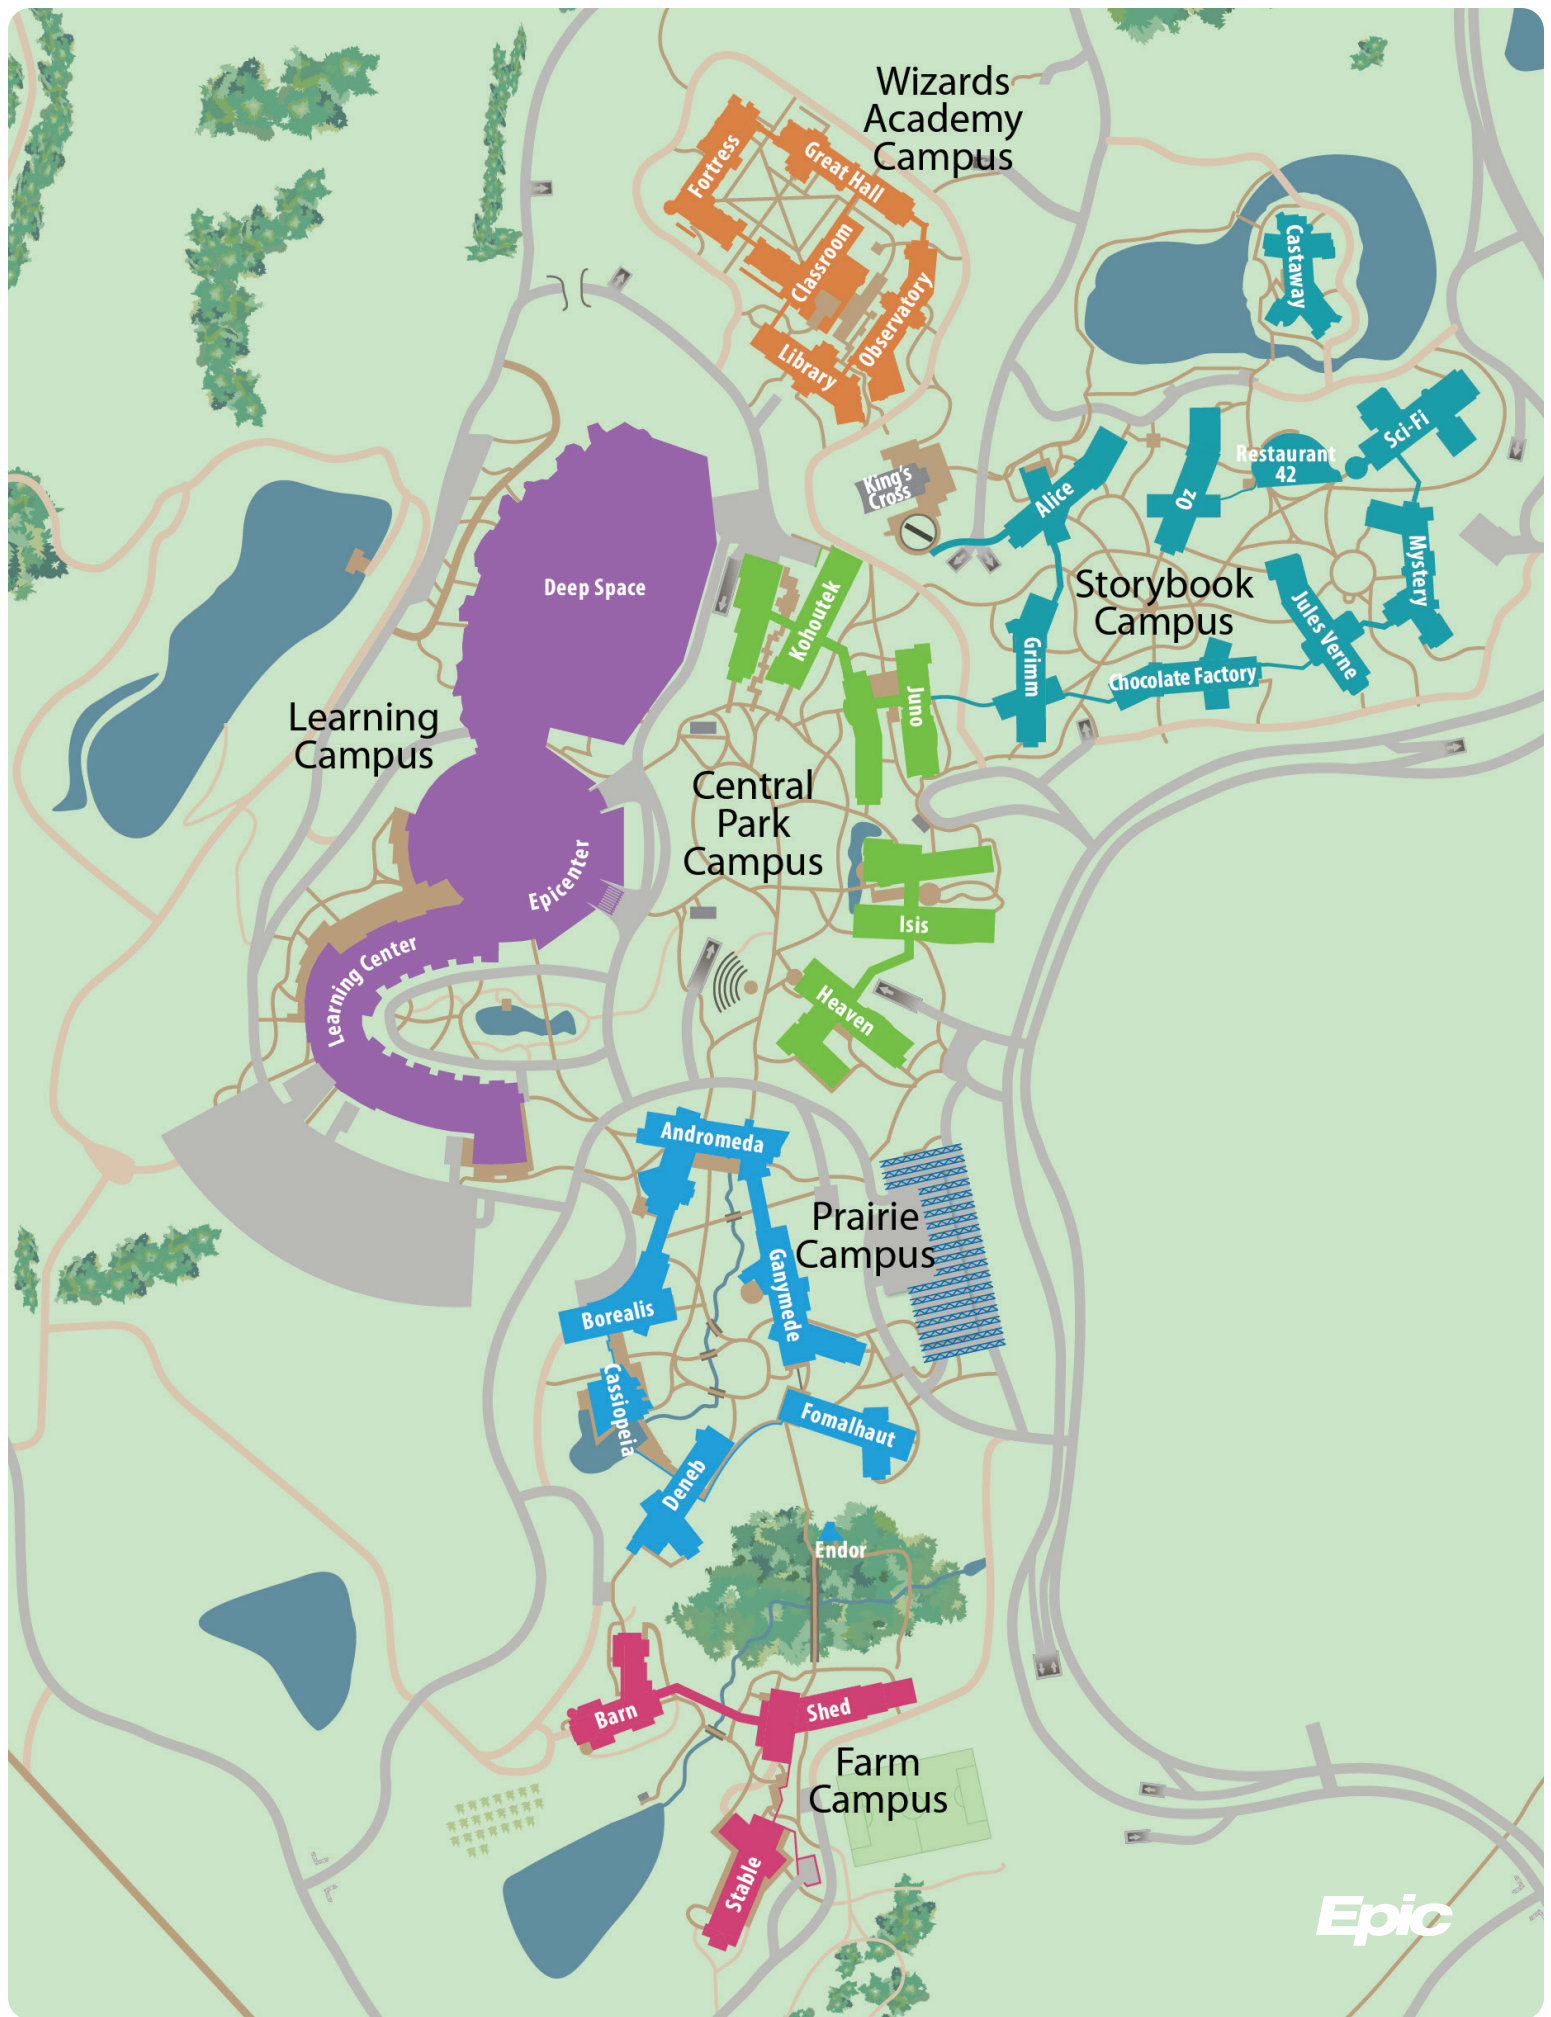 Wizards
Academy
Campus
Fortress
Great Hall
Classroom
Observatory
Library
Castaway
Sci-Fi
Restaurant
42
King's
Cross
Alice
Oz
Mystery
Deep Space
Kohoutek
Storybook
Campus
Jules Verne
Grimm
Chocolate Factory
Juno
Learning
Campus
Central
Park
Campus
Epicenter
Isis
Learning Center
Heaven
Andromeda
Prairie
Campus
Ganymede
Borealis
Cassiopeia
Fomalhaut
Deneb
Endor
Barn
Shed
Farm
Campus
Stable
Epic